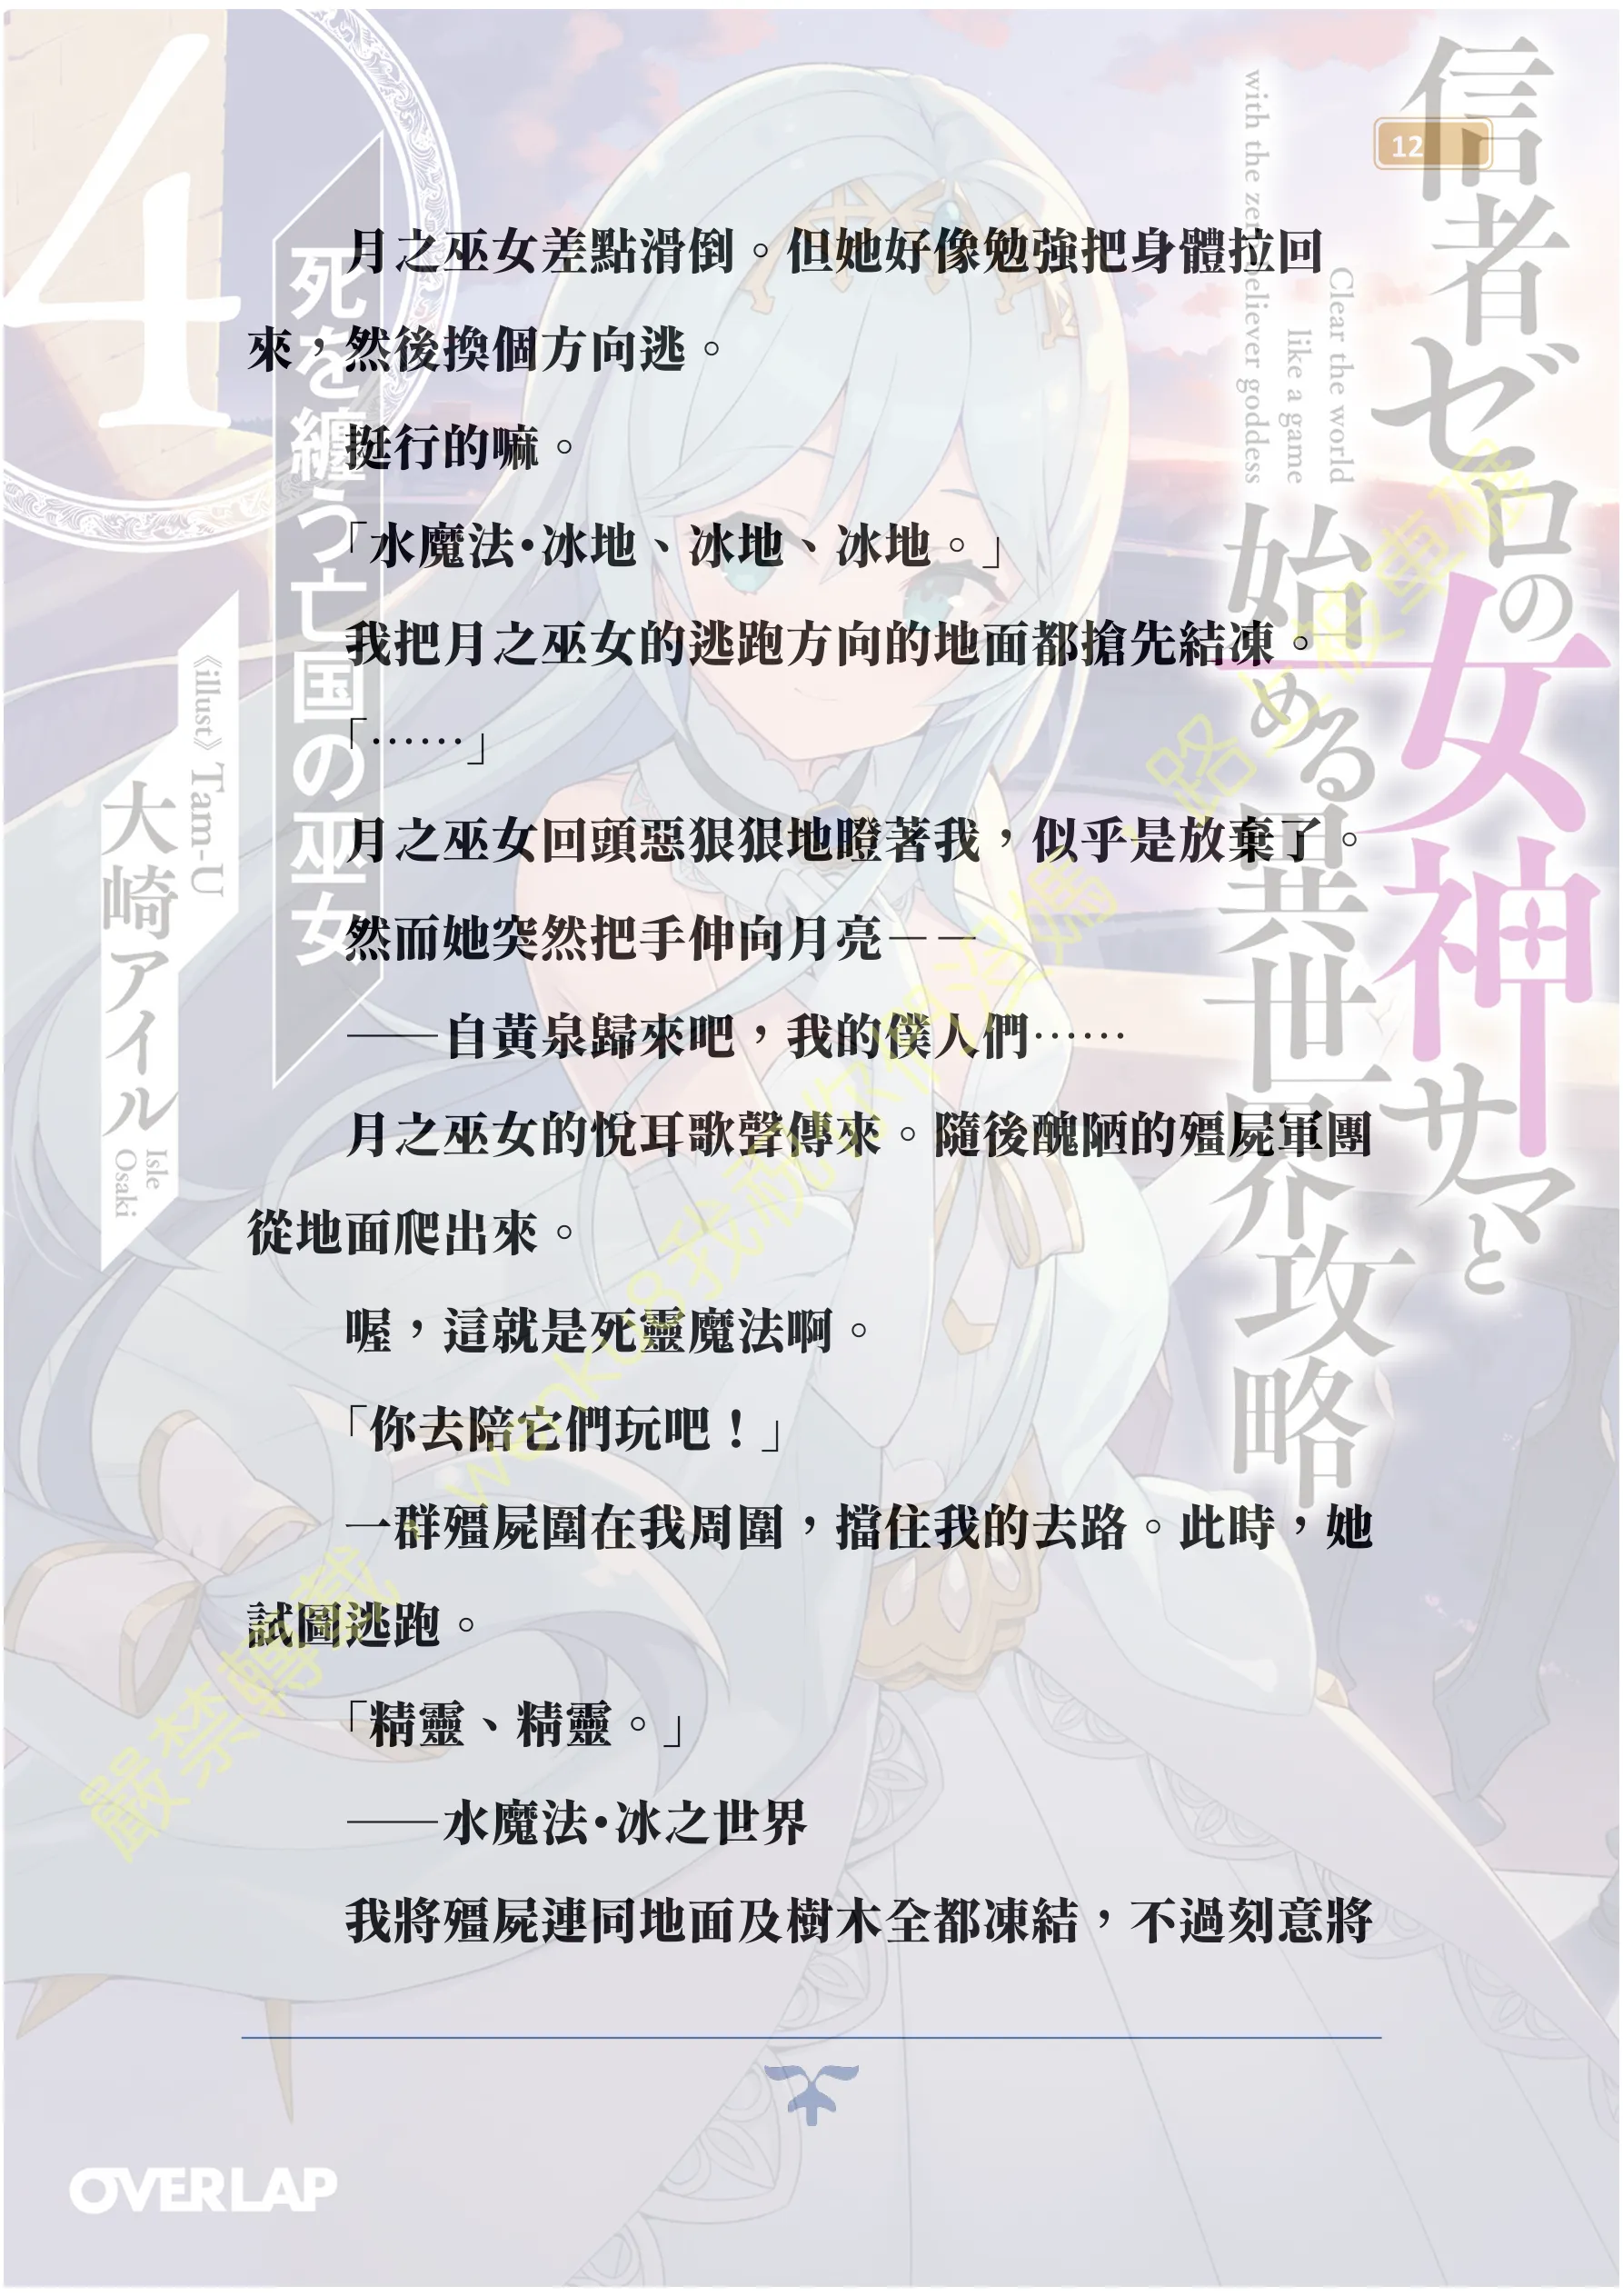 信者ゼロの女神サマと
始める異世界攻略
Clear the world
like a game
with the zero believer goddess
12
4
死を纏う亡国の巫女
《illust》 Tam-U
大崎アイル
Isle
Osaki
月之巫女差點滑倒。但她好像勉強把身體拉回
來，然後換個方向逃。
挺行的嘛。
「水魔法•冰地、冰地、冰地。」
我把月之巫女的逃跑方向的地面都搶先結凍。
「……」
月之巫女回頭惡狠狠地瞪著我，似乎是放棄了。
然而她突然把手伸向月亮——
——自黃泉歸來吧，我的僕人們……
月之巫女的悅耳歌聲傳來。隨後醜陋的殭屍軍團
從地面爬出來。
喔，這就是死靈魔法啊。
「你去陪它們玩吧！」
一群殭屍圍在我周圍，擋住我的去路。此時，她
試圖逃跑。
「精靈、精靈。」
——水魔法•冰之世界
我將殭屍連同地面及樹木全都凍結，不過刻意將
OVERLAP
嚴禁轉載